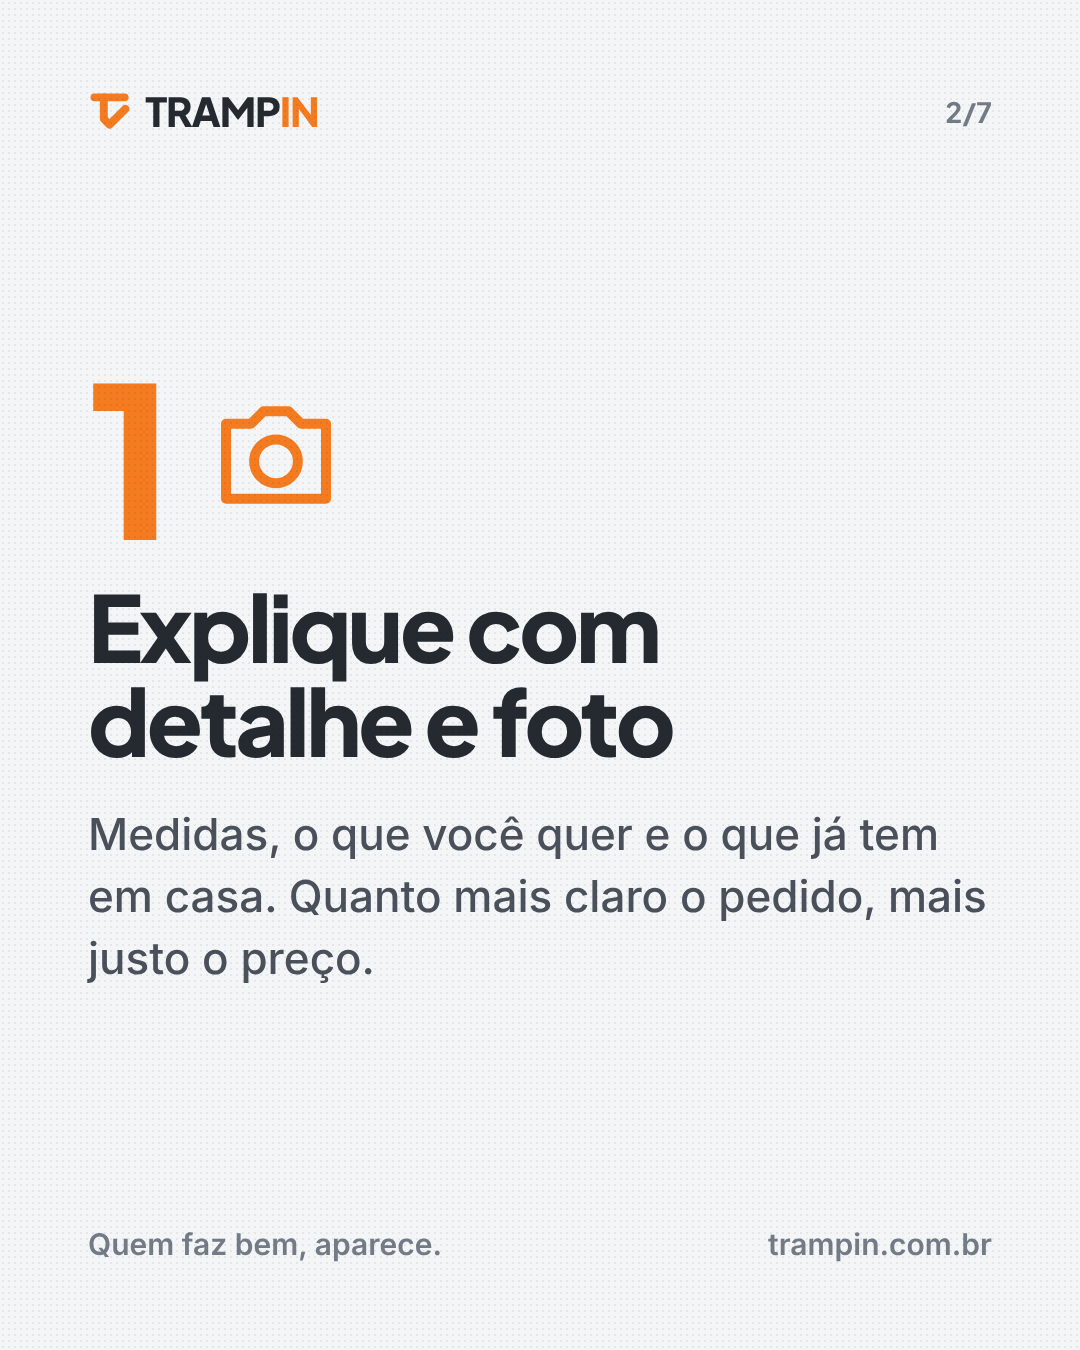 TRAMPIN
2/7
1
Explique com
detalhe e foto
Medidas, o que você quer e o que já tem
em casa. Quanto mais claro o pedido, mais
justo o preço.
Quem faz bem, aparece.
trampin.com.br